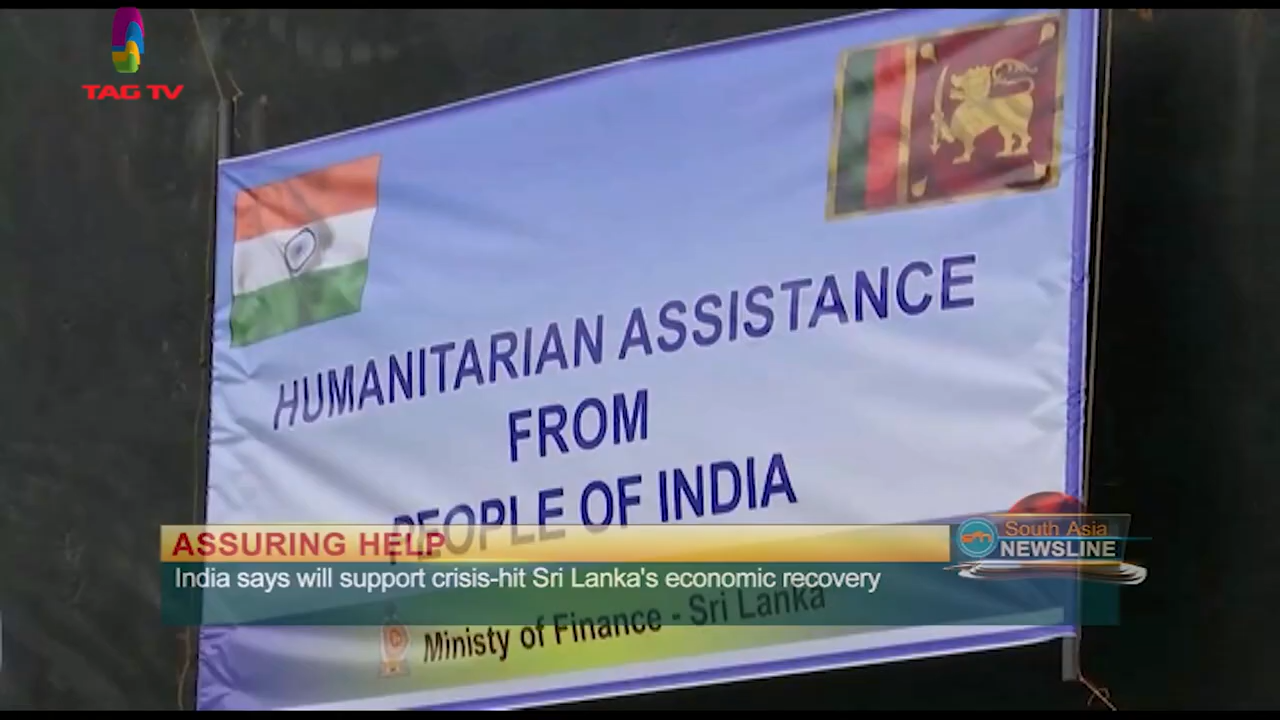 TAG TV
HUMANITARIAN ASSISTANCE
FROM
PEOPLE OF INDIA
ASSURING HELP
South Asia
NEWSLINE
India says will support crisis-hit Sri Lanka's economic recovery
Ministy of Finance - Sri Lanka